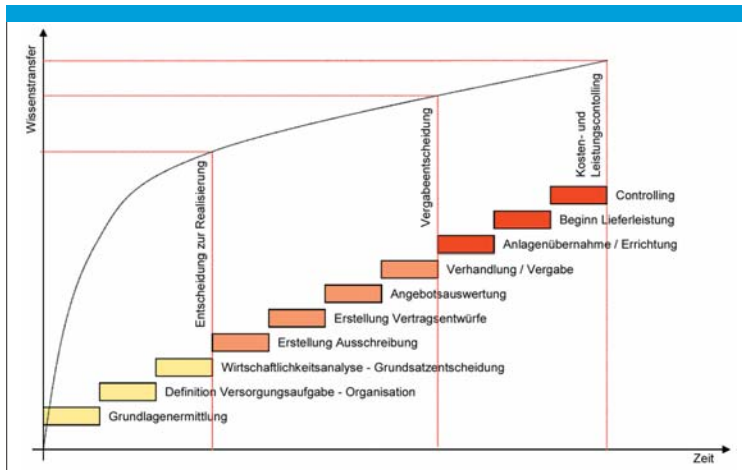 Wissenstransfer
Entscheidung zur Realisierung
Vergabeentscheidung
Kosten- und
Leistungscontolling
Controlling
Beginn Lieferleistung
Anlagenübernahme / Errichtung
Verhandlung / Vergabe
Angebotsauswertung
Erstellung Vertragsentwürfe
Erstellung Ausschreibung
Wirtschaftlichkeitsanalyse - Grundsatzentscheidung
Definition Versorgungsaufgabe - Organisation
Grundlagenermittlung
Zeit